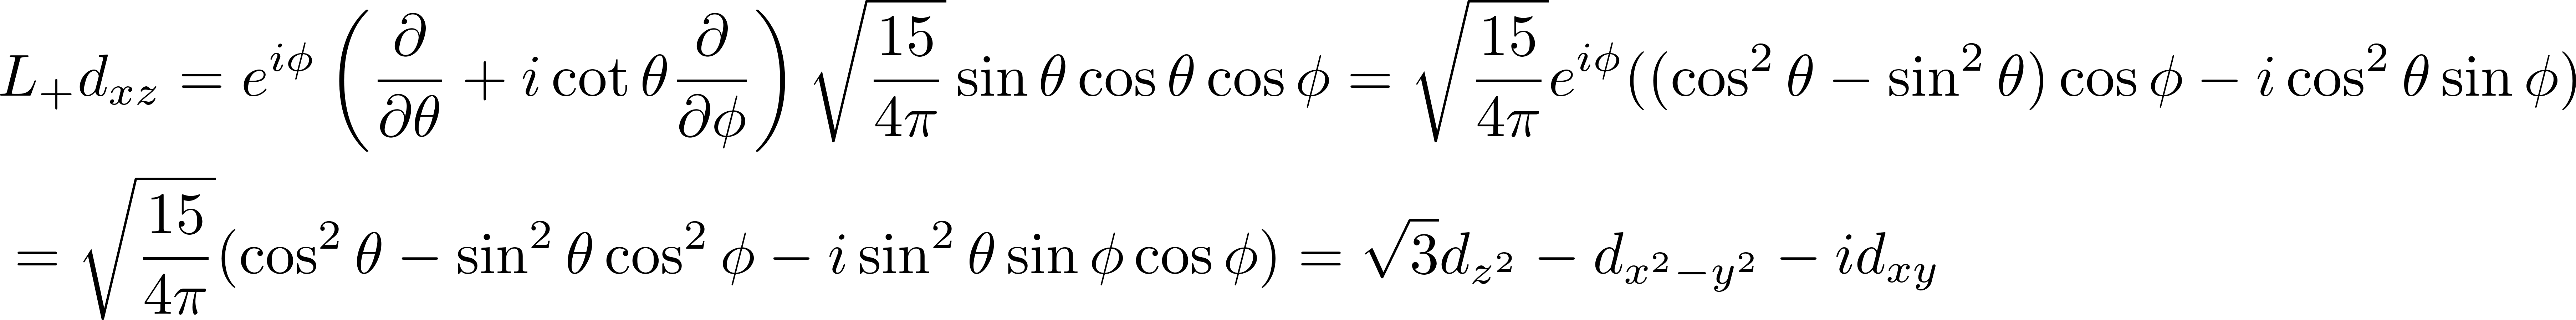 L_+ d_{xz} = e^{i\phi} \left( \frac{\partial}{\partial\theta} + i \cot\theta \frac{\partial}{\partial\phi} \right) \sqrt{\frac{15}{4\pi}} \sin\theta \cos\theta \cos\phi = \sqrt{\frac{15}{4\pi}} e^{i\phi} ((\cos^2\theta - \sin^2\theta) \cos\phi - i \cos^2\theta \sin\phi)
= \sqrt{\frac{15}{4\pi}} (\cos^2\theta - \sin^2\theta \cos^2\phi - i \sin^2\theta \sin\phi \cos\phi) = \sqrt{3} d_{z^2} - d_{x^2-y^2} - i d_{xy}